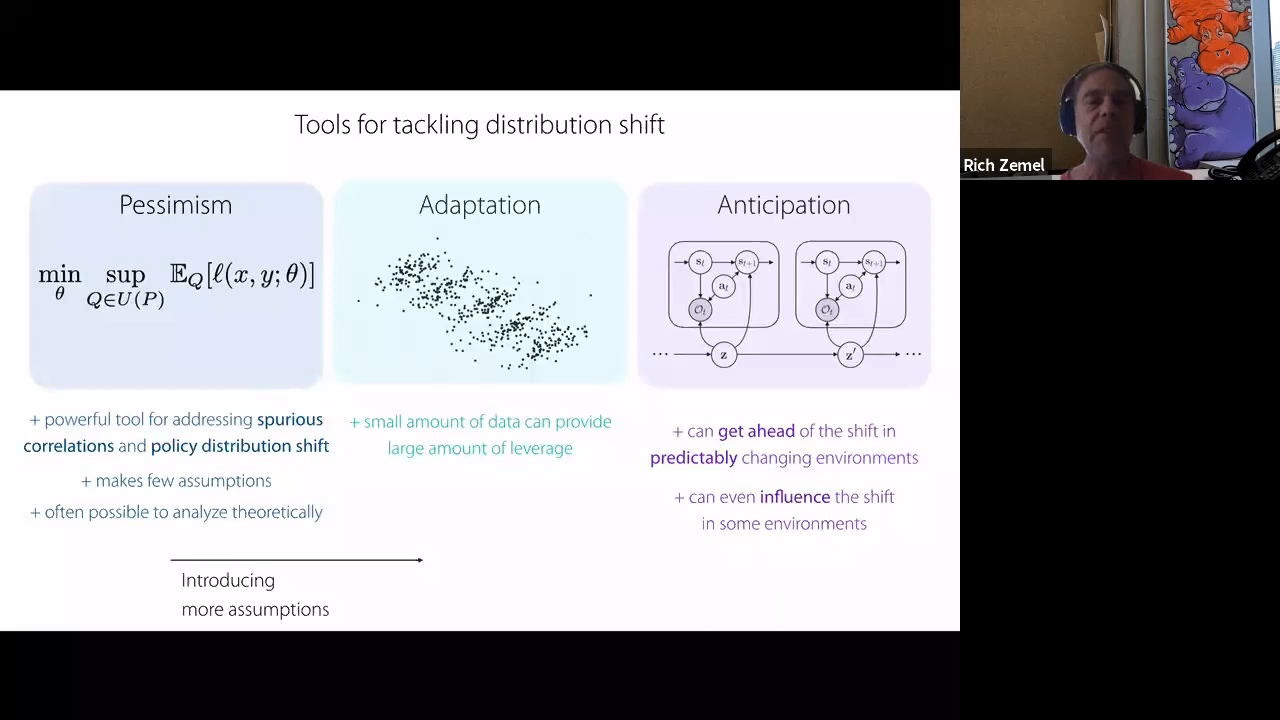 Tools for tackling distribution shift
Pessimism
min sup E_Q[ℓ(x, y; θ)]
θ Q∈U(P)
+ powerful tool for addressing spurious
correlations and policy distribution shift
+ makes few assumptions
+ often possible to analyze theoretically
Adaptation
+ small amount of data can provide
large amount of leverage
Anticipation
s_t s_{t+1} s_t s_{t+1}
a_t a_t
𝒪_t 𝒪_t
··· z z′ ···
+ can get ahead of the shift in
predictably changing environments
+ can even influence the shift
in some environments
Introducing
more assumptions
Rich Zemel